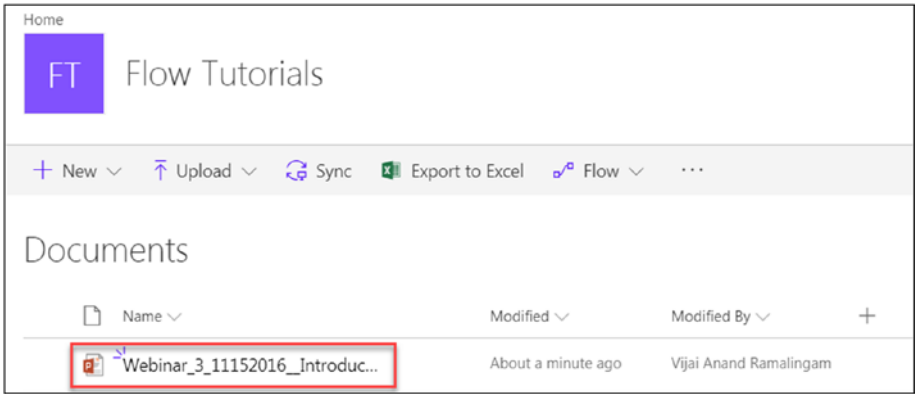 Home
FT Flow Tutorials
New Upload Sync Export to Excel Flow ...
Documents
Name Modified Modified By
Webinar_3_11152016__Introduc... About a minute ago Vijai Anand Ramalingam